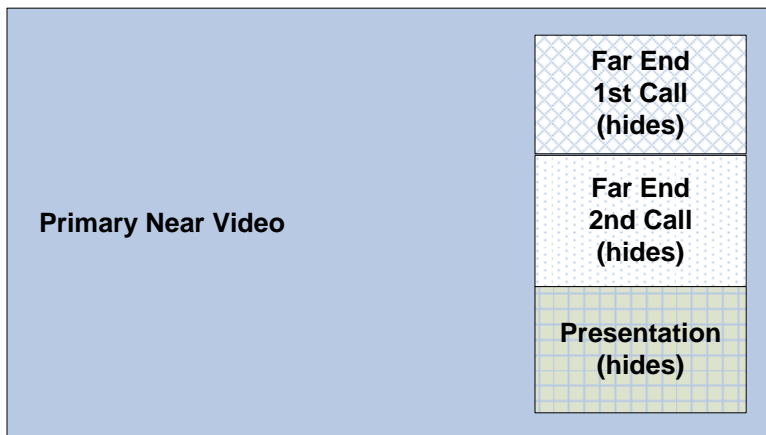 Far End
1st Call
(hides)
Far End
2nd Call
(hides)
Primary Near Video
Presentation
(hides)